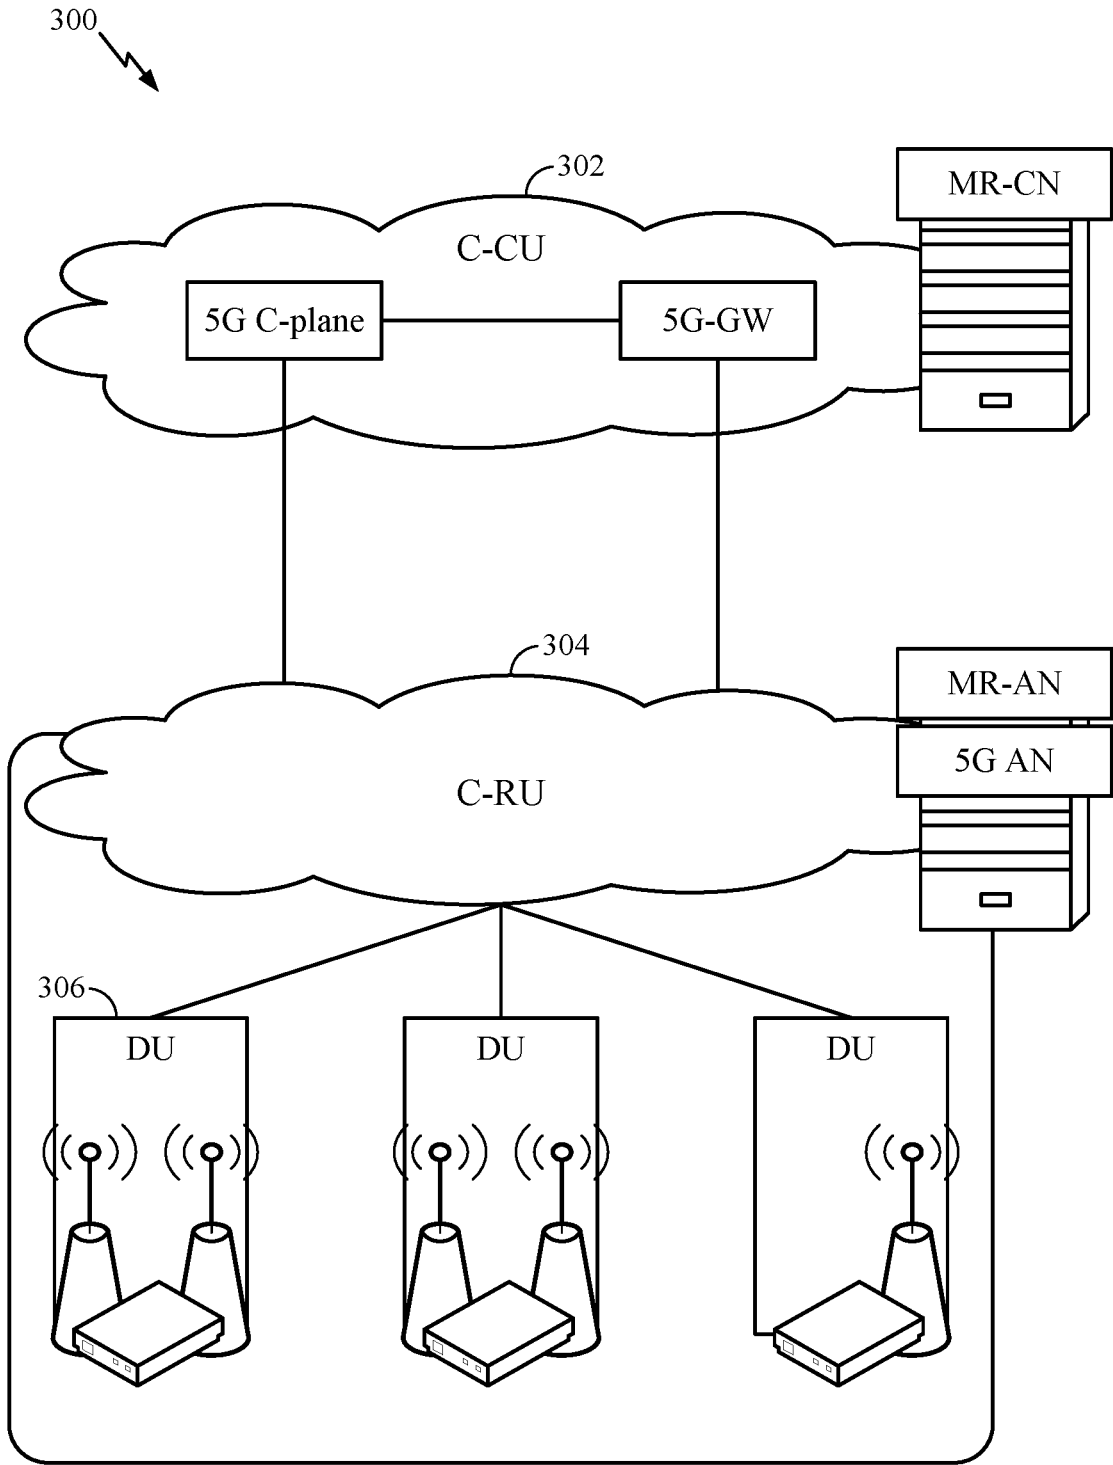 300
302
MR-CN
C-CU
5G C-plane
5G-GW
304
MR-AN
5G AN
C-RU
306
DU
DU
DU